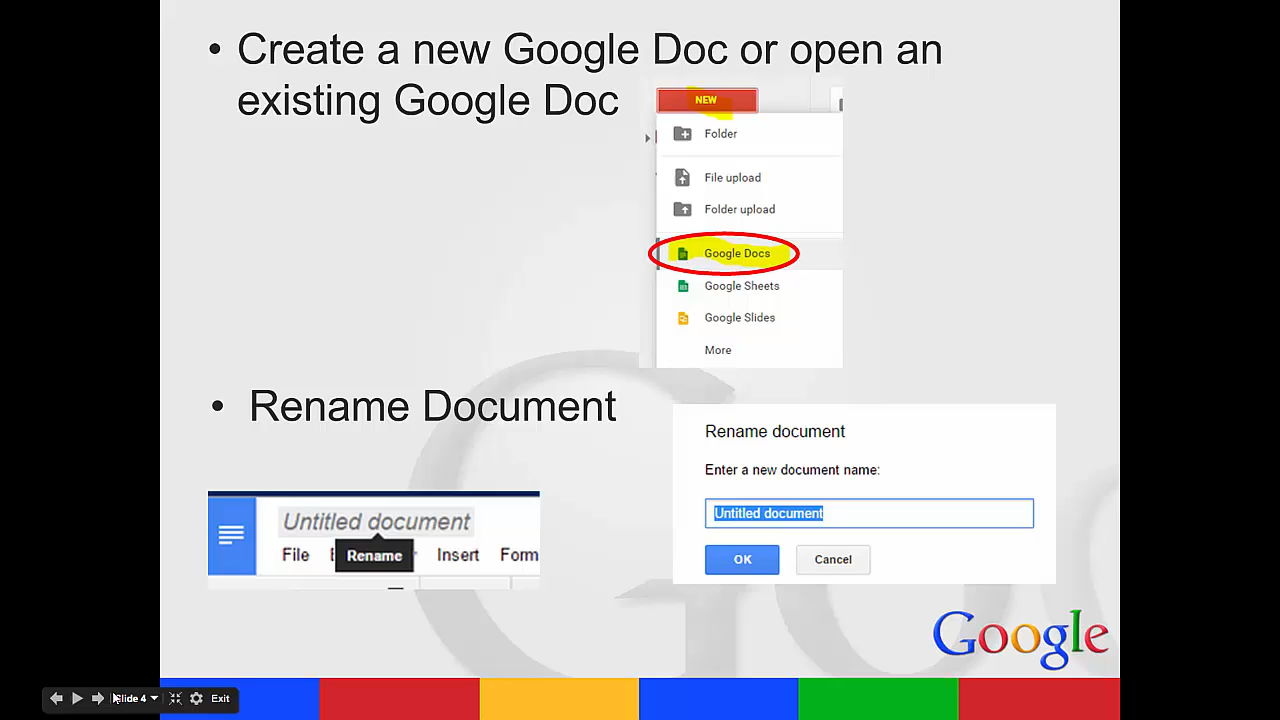 • Create a new Google Doc or open an
existing Google Doc
NEW
Folder
File upload
Folder upload
Google Docs
Google Sheets
Google Slides
More
• Rename Document
Rename document
Enter a new document name:
Untitled document
OK Cancel
Untitled document
File Rename Insert Form
Google
Slide 4 Exit